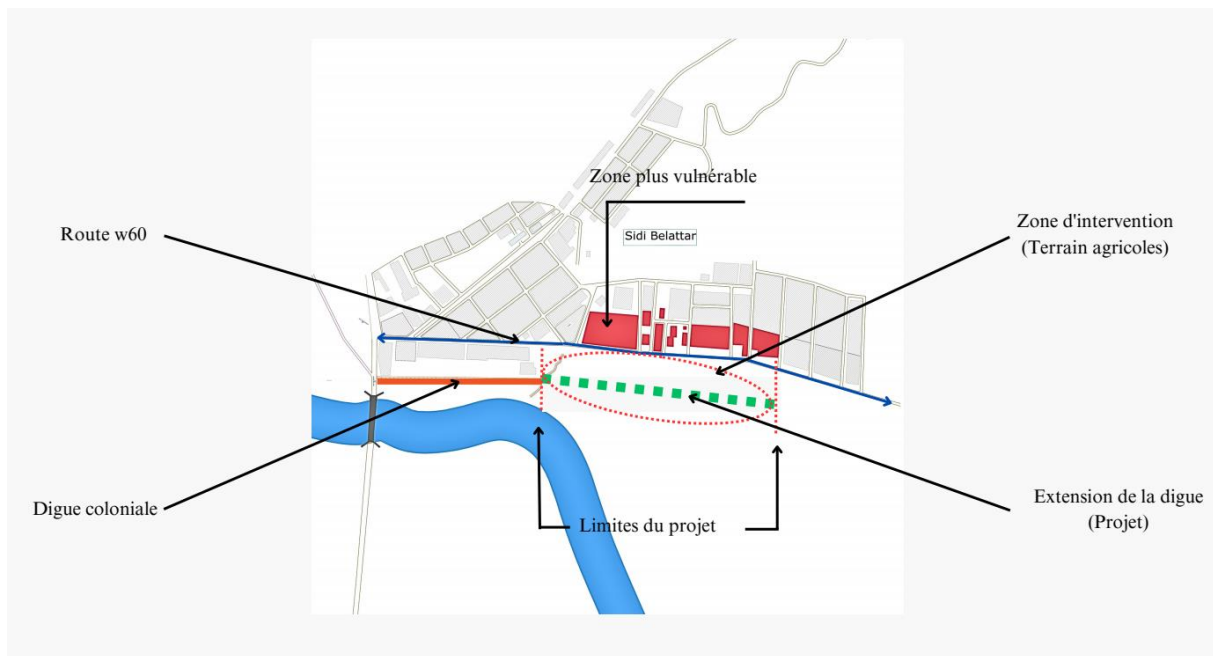 Zone plus vulnérable
Route w60
Sidi Belattar
Zone d'intervention
(Terrain agricoles)
Digue coloniale
Limites du projet
Extension de la digue
(Projet)